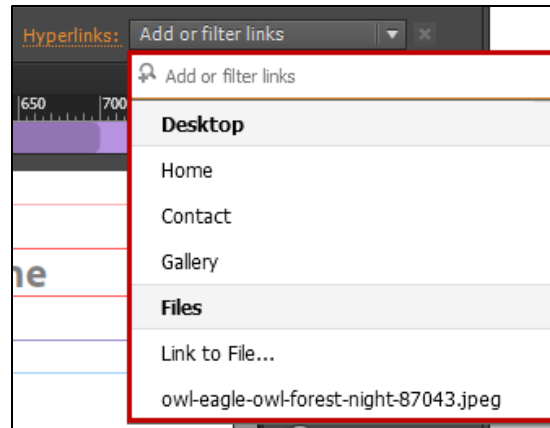 Hyperlinks: Add or filter links
Add or filter links
650 700
Desktop
Home
Contact
Gallery
Files
Link to File...
owl-eagle-owl-forest-night-87043.jpeg